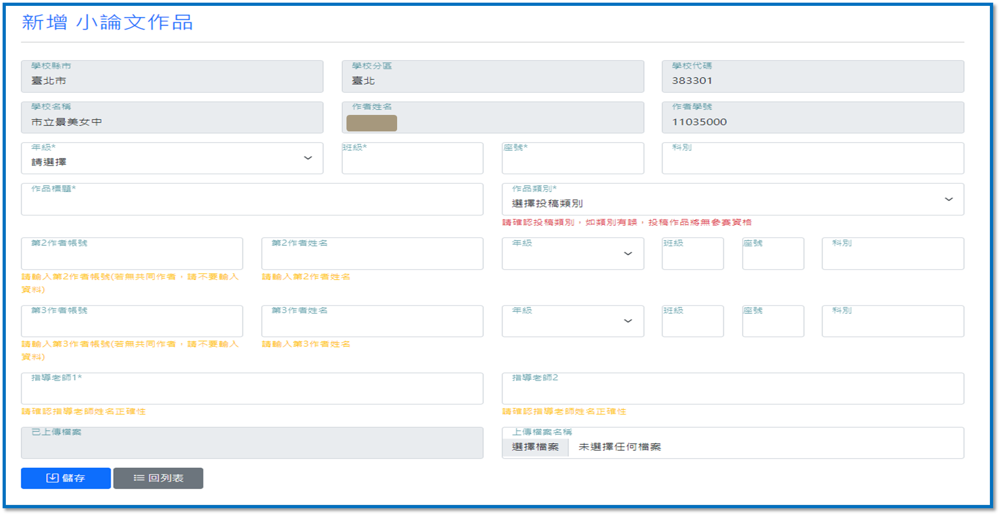 新增 小論文作品
學校縣市
臺北市
學校分區
臺北
學校代碼
383301
學校名稱
市立景美女中
作者姓名
作者學號
11035000
年級*
請選擇
班級*
座號*
科別
作品標題*
作品類別*
選擇投稿類別
請確認投稿類別，如類別有誤，投稿作品將無參賽資格
第2作者帳號
第2作者姓名
年級
班級
座號
科別
請輸入第2作者帳號(若無共同作者，請不要輸入
資料)
請輸入第2作者姓名
第3作者帳號
第3作者姓名
年級
班級
座號
科別
請輸入第3作者帳號(若無共同作者，請不要輸入
資料)
請輸入第3作者姓名
指導老師1*
指導老師2
請確認指導老師姓名正確性
請確認指導老師姓名正確性
已上傳檔案
上傳檔案名稱
選擇檔案 未選擇任何檔案
儲存
回列表